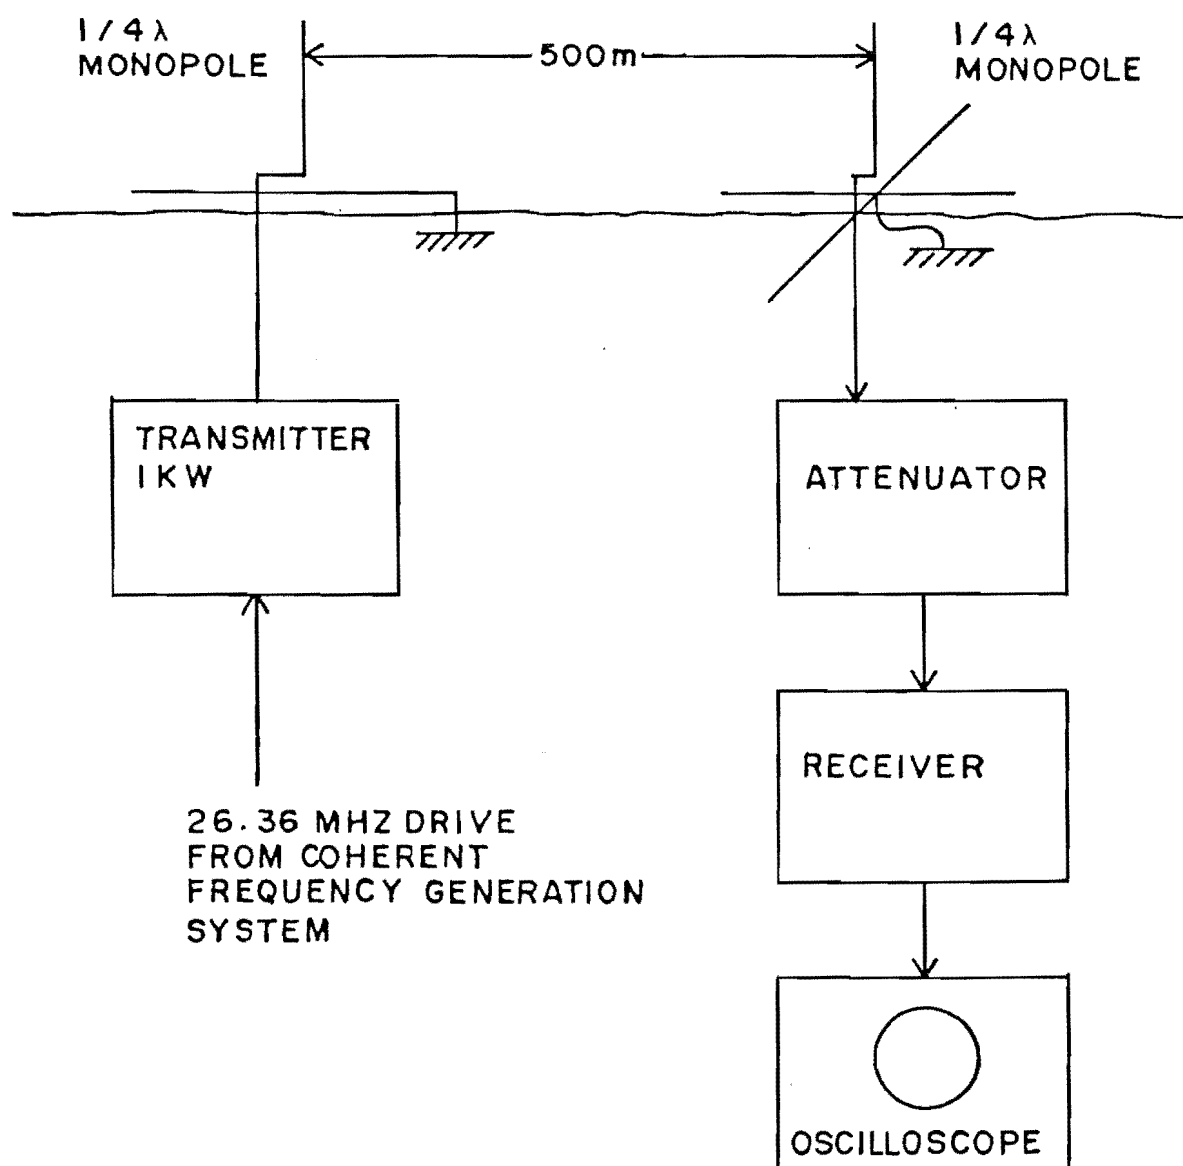 1/4λ
MONOPOLE
500m
1/4λ
MONOPOLE
TRANSMITTER
1KW
ATTENUATOR
RECEIVER
26.36 MHZ DRIVE
FROM COHERENT
FREQUENCY GENERATION
SYSTEM
OSCILLOSCOPE